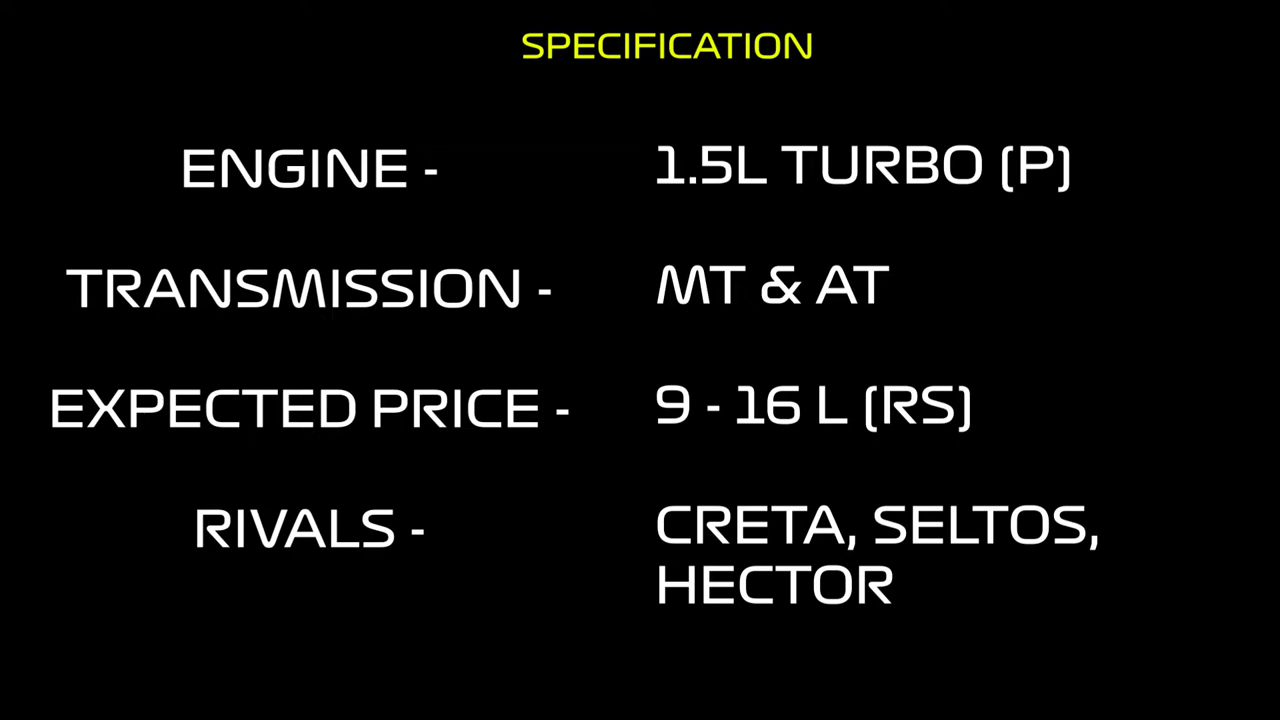 SPECIFICATION
ENGINE - 1.5L TURBO (P)
TRANSMISSION - MT & AT
EXPECTED PRICE - 9 - 16 L (RS)
RIVALS - CRETA, SELTOS,
HECTOR